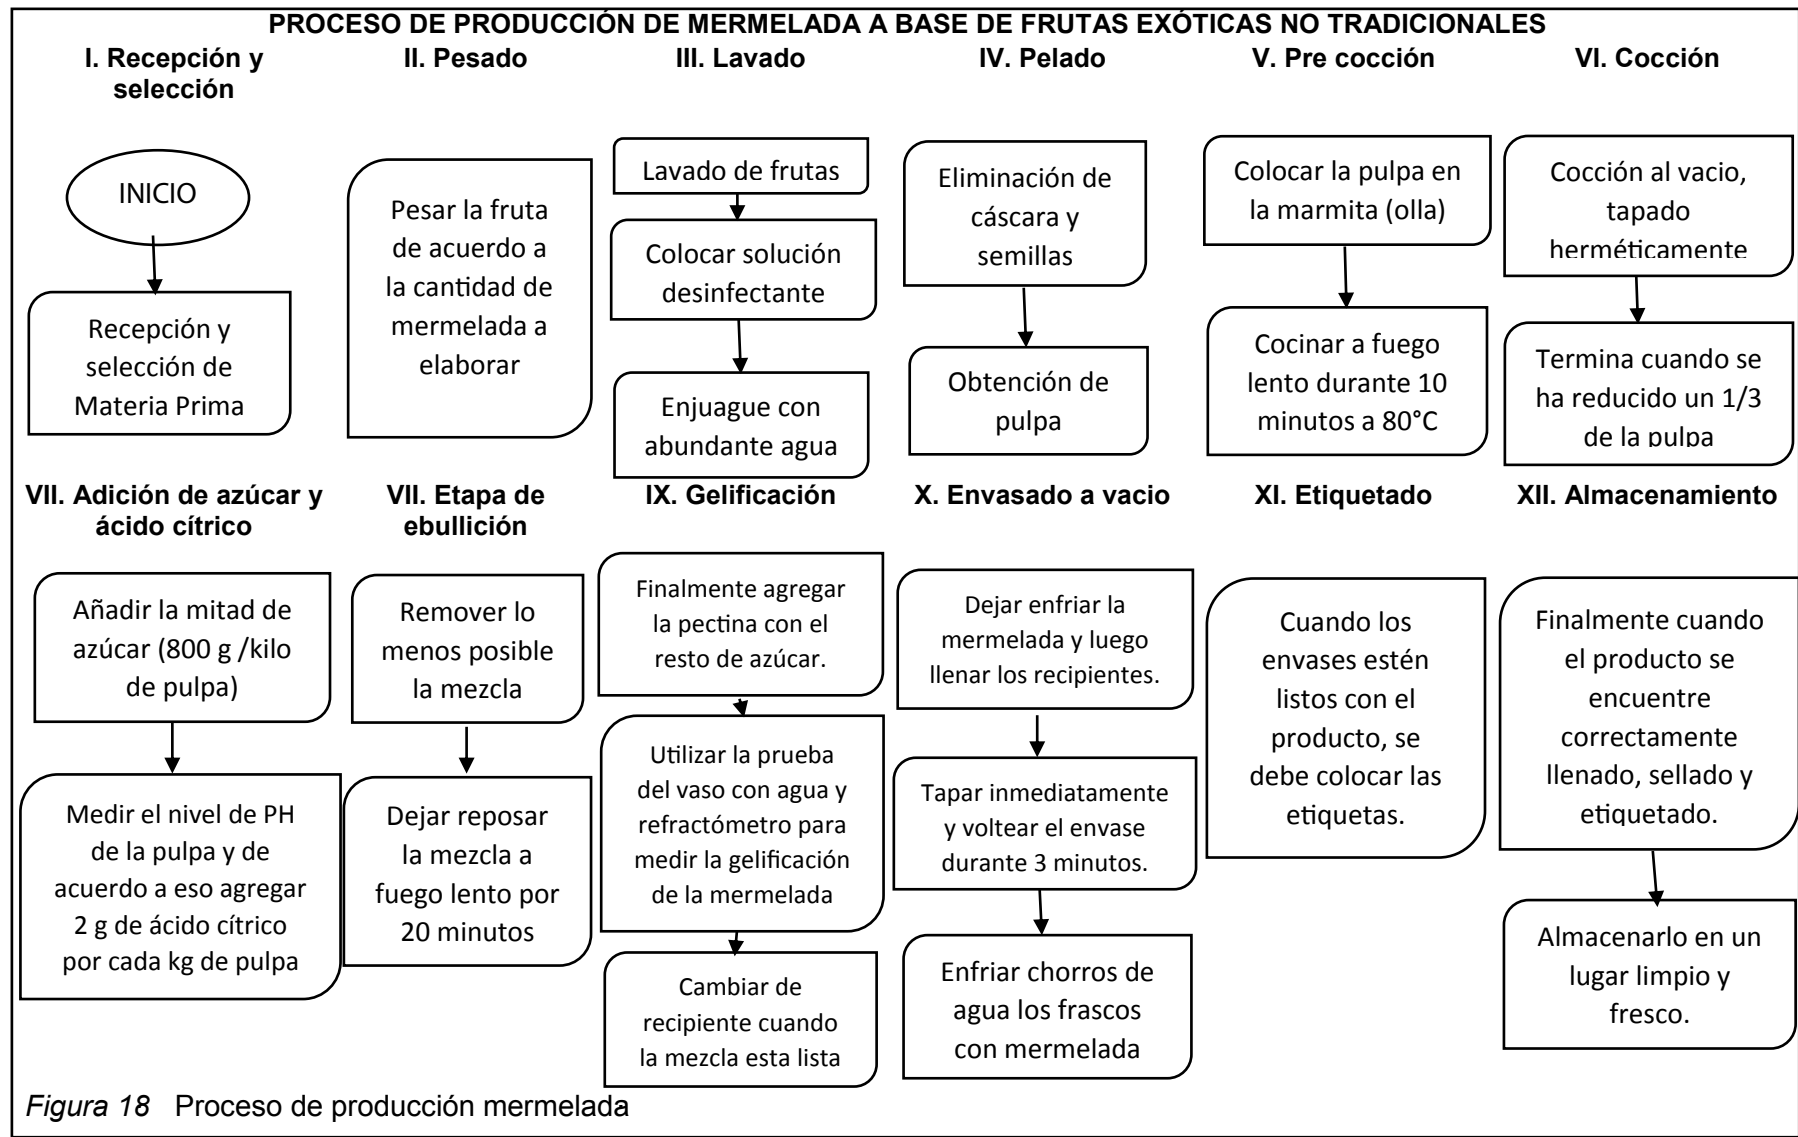 PROCESO DE PRODUCCIÓN DE MERMELADA A BASE DE FRUTAS EXÓTICAS NO TRADICIONALES
I. Recepción y
selección
INICIO
Recepción y
selección de
Materia Prima
II. Pesado
Pesar la fruta
de acuerdo a
la cantidad de
mermelada a
elaborar
III. Lavado
Lavado de frutas
Colocar solución
desinfectante
Enjuague con
abundante agua
IV. Pelado
Eliminación de
cáscara y
semillas
Obtención de
pulpa
V. Pre cocción
Colocar la pulpa en
la marmita (olla)
Cocinar a fuego
lento durante 10
minutos a 80°C
VI. Cocción
Cocción al vacio,
tapado
herméticamente
Termina cuando se
ha reducido un 1/3
de la pulpa
VII. Adición de azúcar y
ácido cítrico
Añadir la mitad de
azúcar (800 g /kilo
de pulpa)
Medir el nivel de PH
de la pulpa y de
acuerdo a eso agregar
2 g de ácido cítrico
por cada kg de pulpa
VII. Etapa de
ebullición
Remover lo
menos posible
la mezcla
Dejar reposar
la mezcla a
fuego lento por
20 minutos
IX. Gelificación
Finalmente agregar
la pectina con el
resto de azúcar.
Utilizar la prueba
del vaso con agua y
refractómetro para
medir la gelificación
de la mermelada
Cambiar de
recipiente cuando
la mezcla esta lista
X. Envasado a vacio
Dejar enfriar la
mermelada y luego
llenar los recipientes.
Tapar inmediatamente
y voltear el envase
durante 3 minutos.
Enfriar chorros de
agua los frascos
con mermelada
XI. Etiquetado
Cuando los
envases estén
listos con el
producto, se
debe colocar las
etiquetas.
XII. Almacenamiento
Finalmente cuando
el producto se
encuentre
correctamente
llenado, sellado y
etiquetado.
Almacenarlo en un
lugar limpio y
fresco.
Figura 18 Proceso de producción mermelada